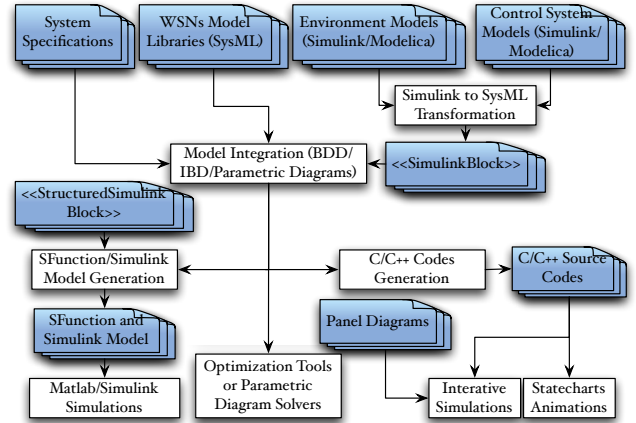 System
Specifications
WSNs Model
Libraries (SysML)
Environment Models
(Simulink/Modelica)
Control System
Models (Simulink/
Modelica)
Simulink to SysML
Transformation
Model Integration (BDD/
IBD/Parametric Diagrams)
<<SimulinkBlock>>
<<StructuredSimulink
Block>>
SFunction/Simulink
Model Generation
C/C++ Codes
Generation
C/C++ Source
Codes
SFunction and
Simulink Model
Panel Diagrams
Matlab/Simulink
Simulations
Optimization Tools
or Parametric
Diagram Solvers
Interative
Simulations
Statecharts
Animations